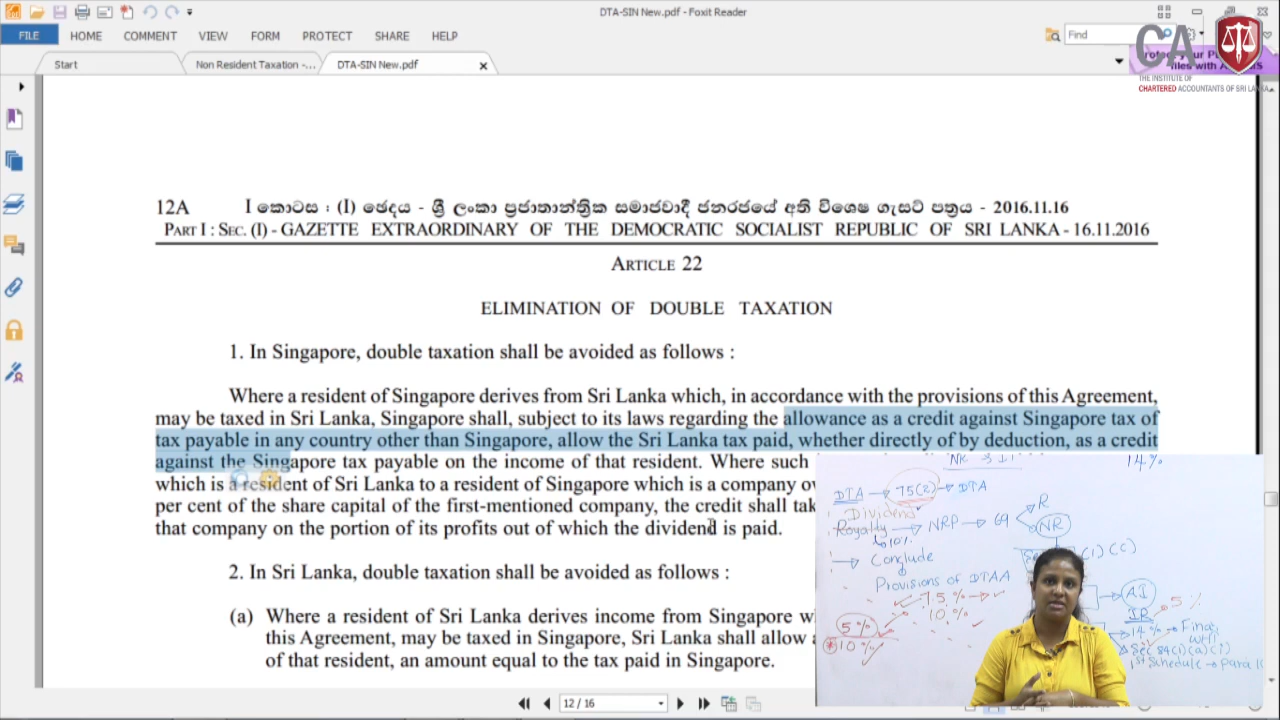 DTA-SIN New.pdf - Foxit Reader
FILE HOME COMMENT VIEW FORM PROTECT SHARE HELP
Find
CA
THE INSTITUTE OF
CHARTERED ACCOUNTANTS OF SRI LANKA
Start
Non Resident Taxation -...
DTA-SIN New.pdf
12A I කොටස : (I) ඡෙදය - ශ්‍රී ලංකා ප්‍රජාතාන්ත්‍රික සමාජවාදී ජනරජයේ අති විශෙෂ ගැසට් පත්‍රය - 2016.11.16
PART I : SEC. (I) - GAZETTE EXTRAORDINARY OF THE DEMOCRATIC SOCIALIST REPUBLIC OF SRI LANKA - 16.11.2016
ARTICLE 22
ELIMINATION OF DOUBLE TAXATION
1. In Singapore, double taxation shall be avoided as follows :
Where a resident of Singapore derives from Sri Lanka which, in accordance with the provisions of this Agreement,
may be taxed in Sri Lanka, Singapore shall, subject to its laws regarding the allowance as a credit against Singapore tax of
tax payable in any country other than Singapore, allow the Sri Lanka tax paid, whether directly of by deduction, as a credit
against the Singapore tax payable on the income of that resident. Where such
which is a resident of Sri Lanka to a resident of Singapore which is a company
per cent of the share capital of the first-mentioned company, the credit shall
that company on the portion of its profits out of which the dividend is paid.
2. In Sri Lanka, double taxation shall be avoided as follows :
(a) Where a resident of Sri Lanka derives income from Singapore
this Agreement, may be taxed in Singapore, Sri Lanka shall allow
of that resident, an amount equal to the tax paid in Singapore.
14%
DTA 75(2) DTA
Dividend
Royalty NRP 69 R
NR
10%
Conclude (1) (c)
Provisions of DTAA
7.5 % AI
10 % IR 5 %
5 % 14 % Final
10 % WHT
Sec 84(1)(a)(i)
1st Schedule Para 10
12 / 16